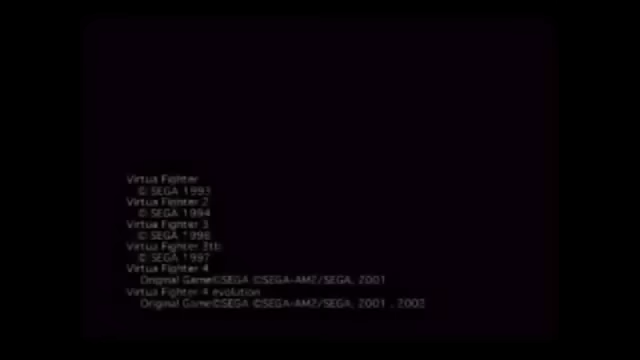 Virtua Fighter
© SEGA 1993
Virtua Fighter 2
© SEGA 1994
Virtua Fighter 3
© SEGA 1996
Virtua Fighter 3tb
© SEGA 1997
Virtua Fighter 4
Original Game©SEGA ©SEGA-AM2/SEGA, 2001
Virtua Fighter 4 evolution
Original Game©SEGA ©SEGA-AM2/SEGA, 2001 , 2002